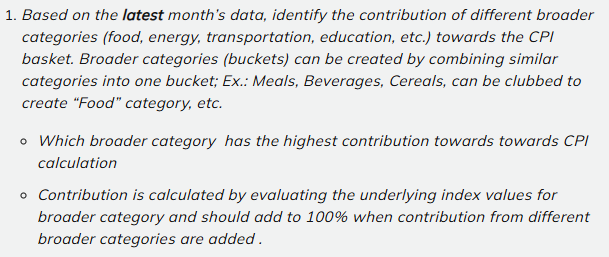 1. Based on the latest month's data, identify the contribution of different broader
categories (food, energy, transportation, education, etc.) towards the CPI
basket. Broader categories (buckets) can be created by combining similar
categories into one bucket; Ex.: Meals, Beverages, Cereals, can be clubbed to
create “Food” category, etc.
○ Which broader category has the highest contribution towards towards CPI
calculation
○ Contribution is calculated by evaluating the underlying index values for
broader category and should add to 100% when contribution from different
broader categories are added .